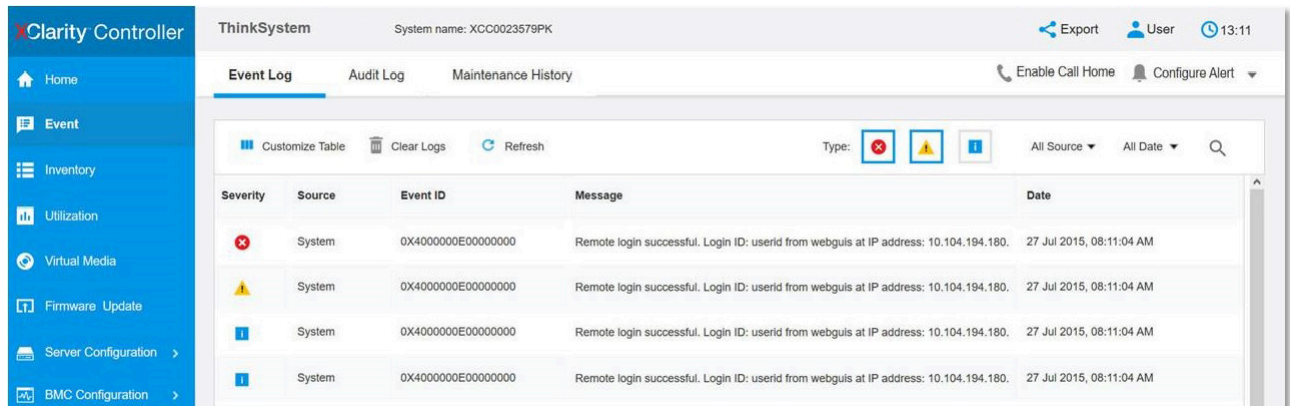 XClarity Controller
ThinkSystem System name: XCC0023579PK Export User 13:11
Home
Event Log Audit Log Maintenance History Enable Call Home Configure Alert
Event
Customize Table Clear Logs Refresh Type: All Source All Date
Inventory
Severity Source Event ID Message Date
Utilization
System 0X4000000E00000000 Remote login successful. Login ID: userid from webguis at IP address: 10.104.194.180. 27 Jul 2015, 08:11:04 AM
Virtual Media
System 0X4000000E00000000 Remote login successful. Login ID: userid from webguis at IP address: 10.104.194.180. 27 Jul 2015, 08:11:04 AM
Firmware Update
System 0X4000000E00000000 Remote login successful. Login ID: userid from webguis at IP address: 10.104.194.180. 27 Jul 2015, 08:11:04 AM
Server Configuration
System 0X4000000E00000000 Remote login successful. Login ID: userid from webguis at IP address: 10.104.194.180. 27 Jul 2015, 08:11:04 AM
BMC Configuration